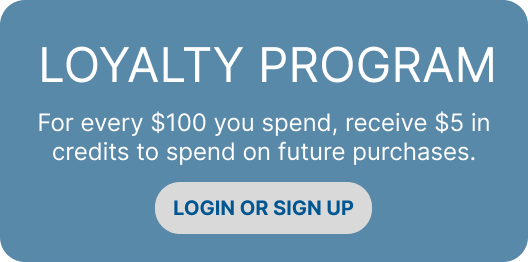 LOYALTY PROGRAM
For every $100 you spend, receive $5 in
credits to spend on future purchases.
LOGIN OR SIGN UP